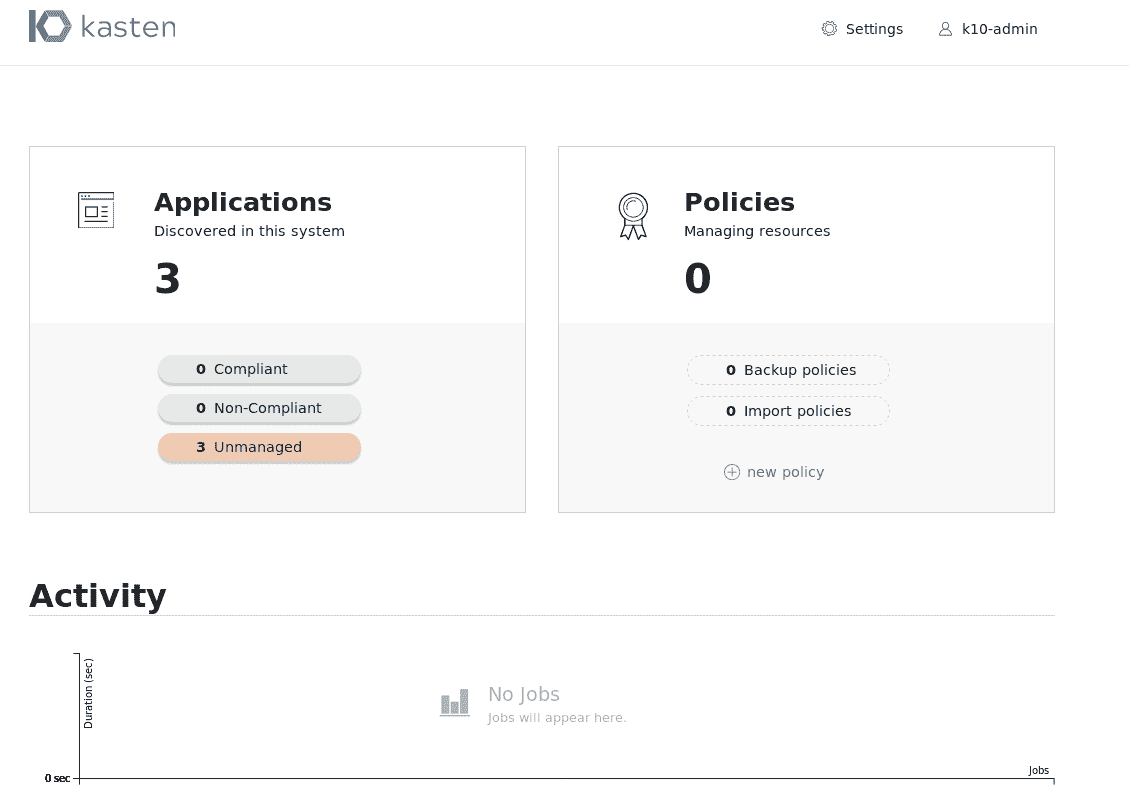 kasten
Settings
k10-admin
Applications
Discovered in this system
3
0 Compliant
0 Non-Compliant
3 Unmanaged
Policies
Managing resources
0
0 Backup policies
0 Import policies
new policy
Activity
Duration (sec)
No Jobs
Jobs will appear here.
Jobs
0 sec